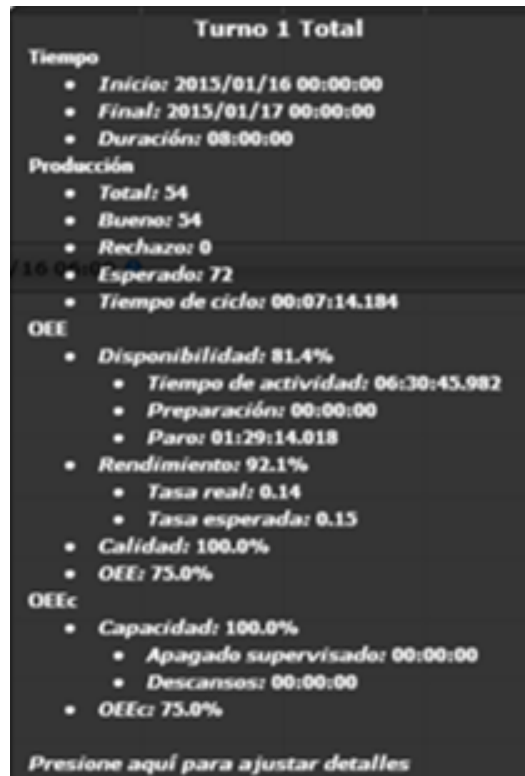 Turno 1 Total
Tiempo
• Inicio: 2015/01/16 00:00:00
• Final: 2015/01/17 00:00:00
• Duración: 08:00:00
Producción
• Total: 54
• Bueno: 54
• Rechazo: 0
• Esperado: 72
• Tiempo de ciclo: 00:07:14.184
OEE
• Disponibilidad: 81.4%
• Tiempo de actividad: 06:30:45.982
• Preparación: 00:00:00
• Paro: 01:29:14.018
• Rendimiento: 92.1%
• Tasa real: 0.14
• Tasa esperada: 0.15
• Calidad: 100.0%
• OEE: 75.0%
OEEc
• Capacidad: 100.0%
• Apagado supervisado: 00:00:00
• Descansos: 00:00:00
• OEEc: 75.0%
Presione aquí para ajustar detalles